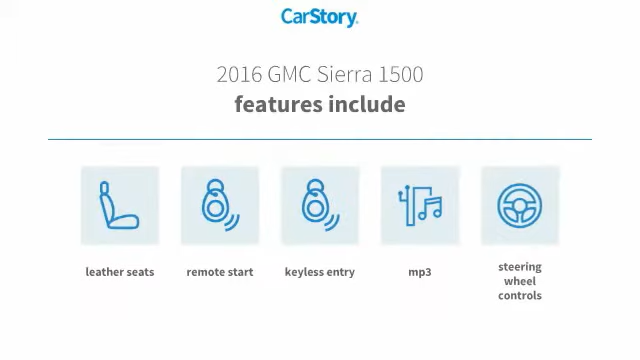 CarStory
2016 GMC Sierra 1500
features include
leather seats
remote start
keyless entry
mp3
steering
wheel
controls